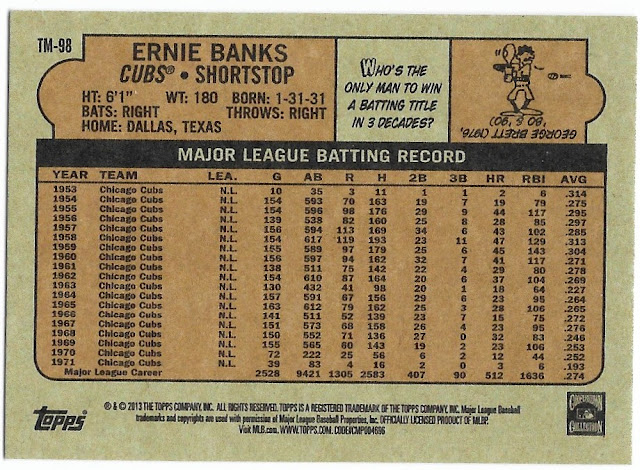 TM-98
ERNIE BANKS
CUBS® • SHORTSTOP
HT: 6'1" WT: 180 BORN: 1-31-31
BATS: RIGHT THROWS: RIGHT
HOME: DALLAS, TEXAS
WHO'S THE
ONLY MAN TO WIN
A BATTING TITLE
IN 3 DECADES?
GEORGE BRETT (1976,
'80 & '90)
MAJOR LEAGUE BATTING RECORD
YEAR TEAM LEA. G AB R H 2B 3B HR RBI AVG
1953 Chicago Cubs N.L. 10 35 3 11 1 1 2 6 .314
1954 Chicago Cubs N.L. 154 593 70 163 19 7 19 79 .275
1955 Chicago Cubs N.L. 154 596 98 176 29 9 44 117 .295
1956 Chicago Cubs N.L. 139 538 82 160 25 8 28 85 .297
1957 Chicago Cubs N.L. 156 594 113 169 34 6 43 102 .285
1958 Chicago Cubs N.L. 154 617 119 193 23 11 47 129 .313
1959 Chicago Cubs N.L. 155 589 97 179 25 6 45 143 .304
1960 Chicago Cubs N.L. 156 597 94 162 32 7 41 117 .271
1961 Chicago Cubs N.L. 138 511 75 142 22 4 29 80 .278
1962 Chicago Cubs N.L. 154 610 87 164 20 6 37 104 .269
1963 Chicago Cubs N.L. 130 432 41 98 20 1 18 64 .227
1964 Chicago Cubs N.L. 157 591 67 156 29 6 23 95 .264
1965 Chicago Cubs N.L. 163 612 79 162 25 3 28 106 .265
1966 Chicago Cubs N.L. 141 511 52 139 23 7 15 75 .272
1967 Chicago Cubs N.L. 151 573 68 158 26 4 23 95 .276
1968 Chicago Cubs N.L. 150 552 71 136 27 0 32 83 .246
1969 Chicago Cubs N.L. 155 565 60 143 19 2 23 106 .253
1970 Chicago Cubs N.L. 72 222 25 56 6 2 12 44 .252
1971 Chicago Cubs N.L. 39 83 4 16 2 0 3 6 .193
Major League Career 2528 9421 1305 2583 407 90 512 1636 .274
TOPPS
® & © 2013 THE TOPPS COMPANY, INC. ALL RIGHTS RESERVED. TOPPS IS A REGISTERED TRADEMARK OF THE TOPPS COMPANY, INC. Major League Baseball
trademarks and copyrights are used with permission of Major League Baseball Properties, Inc. OFFICIALLY LICENSED PRODUCT OF MLBP.
Visit MLB.com. WWW.TOPPS.COM. CODE#CMP004696
COOPERSTOWN
COLLECTION